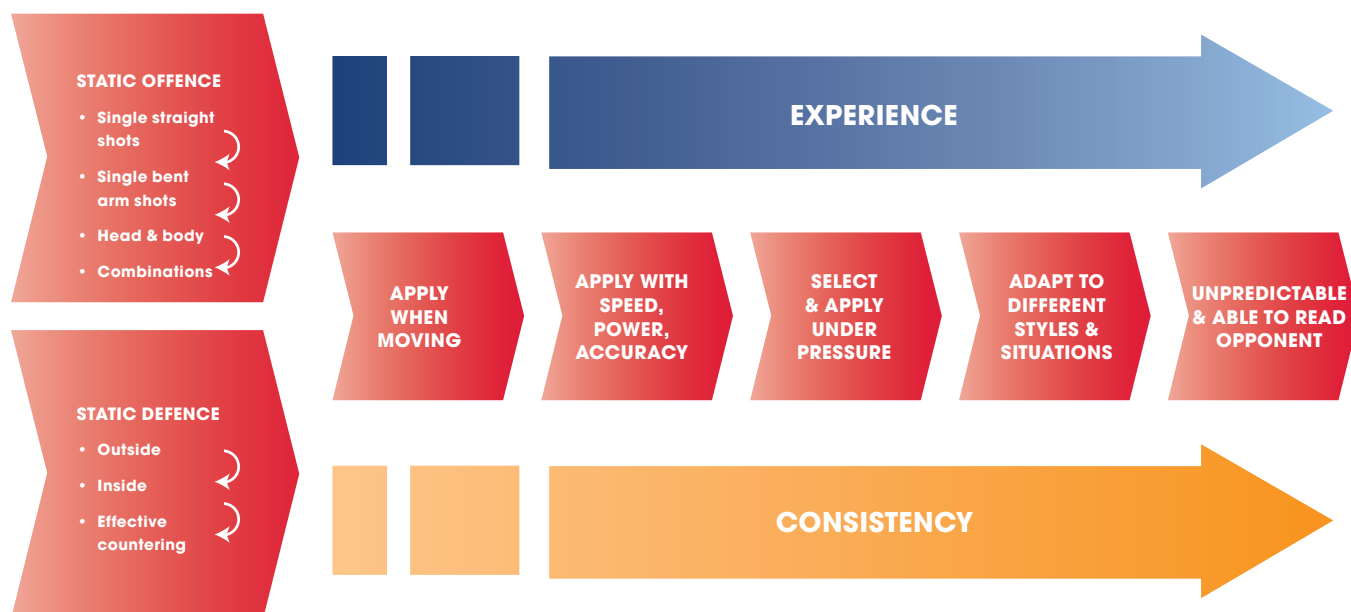 STATIC OFFENCE
• Single straight
shots
• Single bent
arm shots
• Head & body
• Combinations
STATIC DEFENCE
• Outside
• Inside
• Effective
countering
EXPERIENCE
APPLY
WHEN
MOVING
APPLY WITH
SPEED,
POWER,
ACCURACY
SELECT
& APPLY
UNDER
PRESSURE
ADAPT TO
DIFFERENT
STYLES &
SITUATIONS
UNPREDICTABLE
& ABLE TO READ
OPPONENT
CONSISTENCY